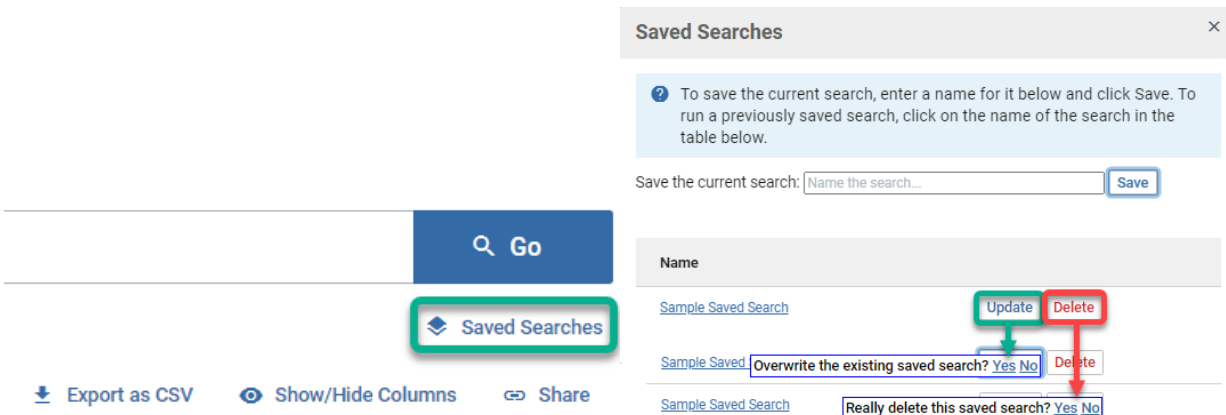 Go
Saved Searches
Export as CSV Show/Hide Columns Share
Saved Searches
To save the current search, enter a name for it below and click Save. To
run a previously saved search, click on the name of the search in the
table below.
Save the current search: Name the search... Save
Name
Sample Saved Search Update Delete
Sample Saved Overwrite the existing saved search? Yes No Delete
Sample Saved Search Really delete this saved search? Yes No